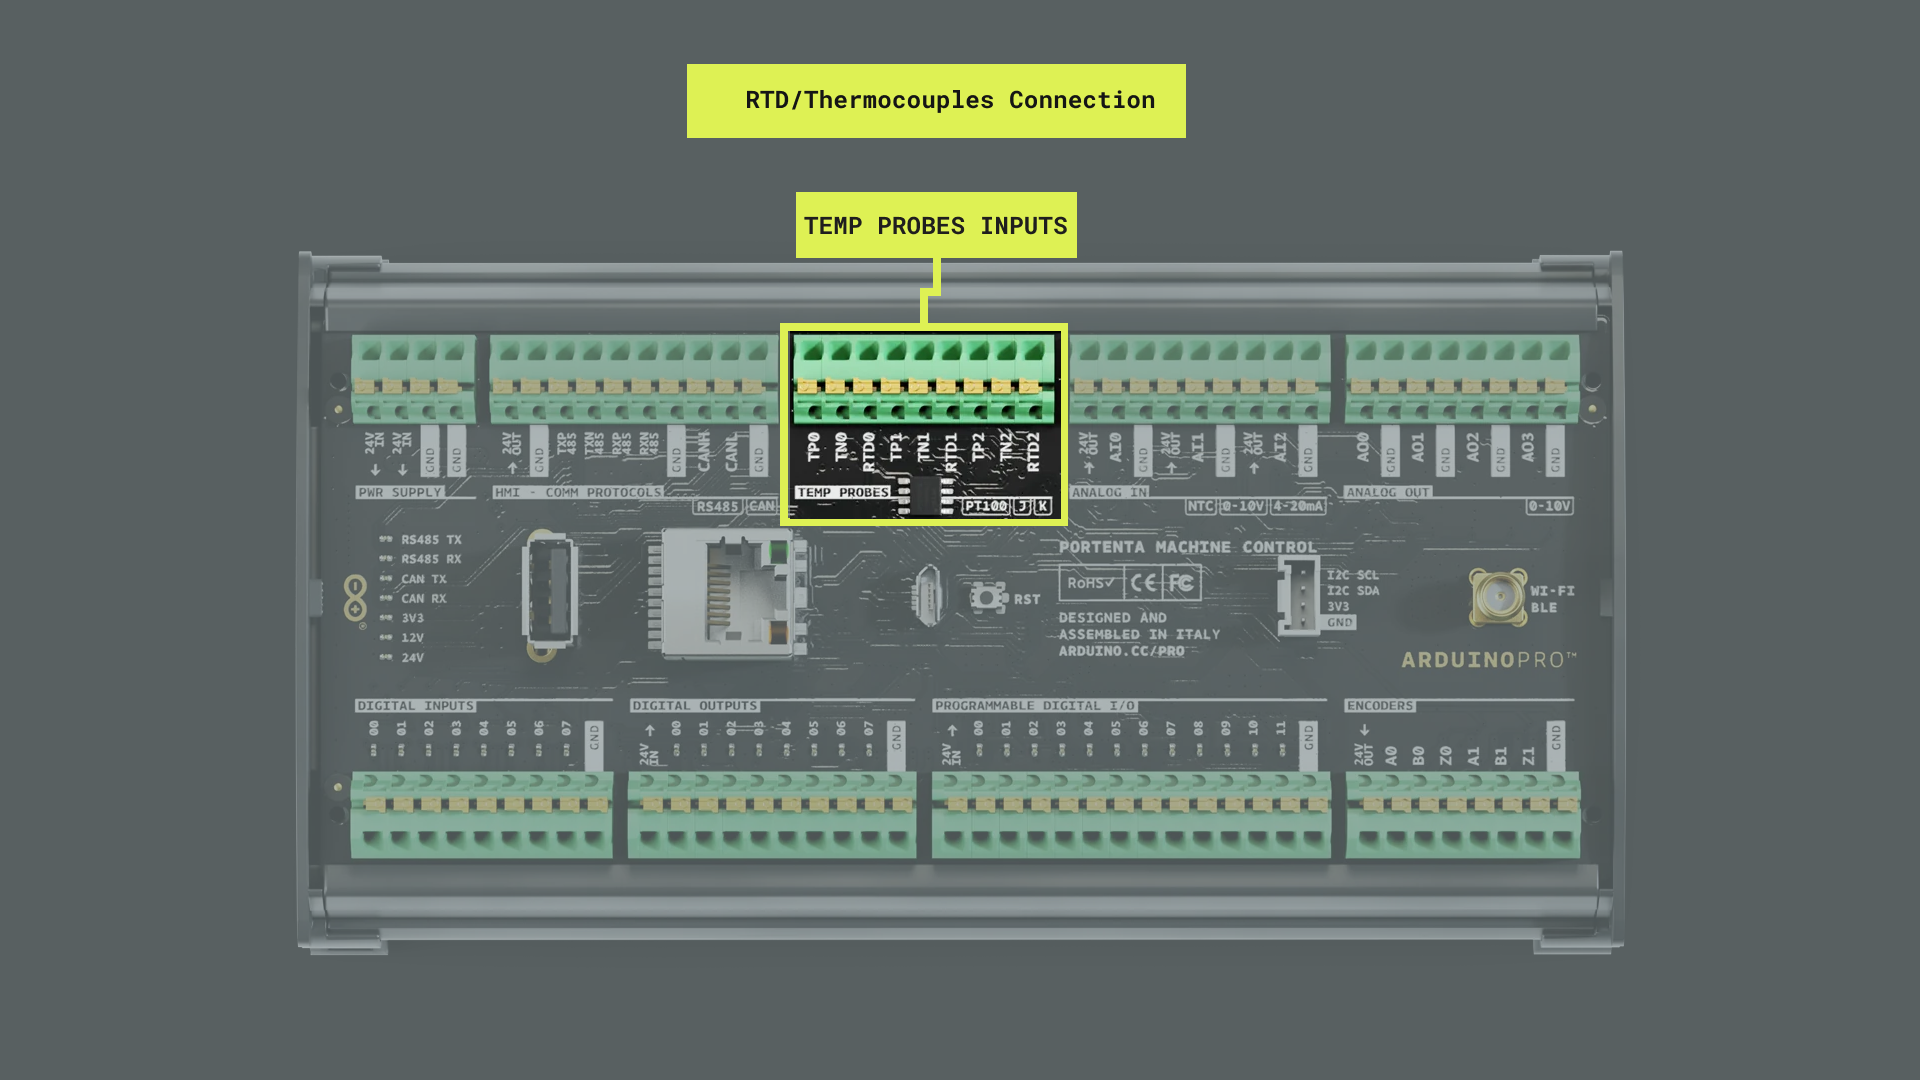 RTD/Thermocouples Connection
TEMP PROBES INPUTS
24V IN
24V IN
GND
GND
24V OUT
GND
TXP 485
TXN 485
RXP 485
RXN 485
GND
CANH
CANL
GND
TP0
TN0
RTD0
TP1
TN1
RTD1
TP2
TN2
RTD2
24V OUT
AI0
GND
24V OUT
AI1
GND
24V OUT
AI2
GND
AO0
GND
AO1
GND
AO2
GND
AO3
GND
PWR SUPPLY
HMI - COMM PROTOCOLS
RS485 CAN
TEMP PROBES
PT100 J K
ANALOG IN
NTC 0-10V 4-20mA
ANALOG OUT
0-10V
RS485 TX
RS485 RX
CAN TX
CAN RX
3V3
12V
24V
RST
PORTENTA MACHINE CONTROL
RoHS CE FC
DESIGNED AND
ASSEMBLED IN ITALY
ARDUINO.CC/PRO
I2C SCL
I2C SDA
3V3
GND
WI-FI
BLE
ARDUINOPRO™
DIGITAL INPUTS
00 01 02 03 04 05 06 07 GND
DIGITAL OUTPUTS
24V IN 00 01 02 03 04 05 06 07 GND
PROGRAMMABLE DIGITAL I/O
24V IN 00 01 02 03 04 05 06 07 08 09 10 11 GND
ENCODERS
24V OUT A0 B0 Z0 A1 B1 Z1 GND